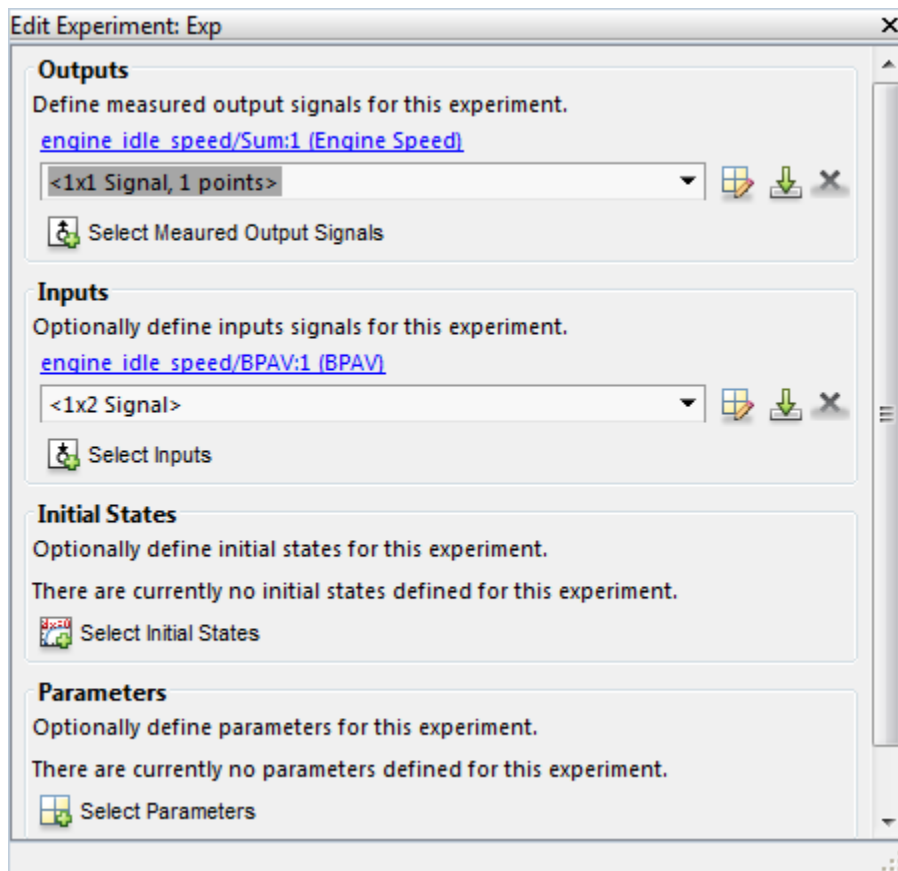 Edit Experiment: Exp
Outputs
Define measured output signals for this experiment.
engine_idle_speed/Sum:1 (Engine Speed)
<1x1 Signal, 1 points>
Select Meaured Output Signals
Inputs
Optionally define inputs signals for this experiment.
engine_idle_speed/BPAV:1 (BPAV)
<1x2 Signal>
Select Inputs
Initial States
Optionally define initial states for this experiment.
There are currently no initial states defined for this experiment.
Select Initial States
Parameters
Optionally define parameters for this experiment.
There are currently no parameters defined for this experiment.
Select Parameters